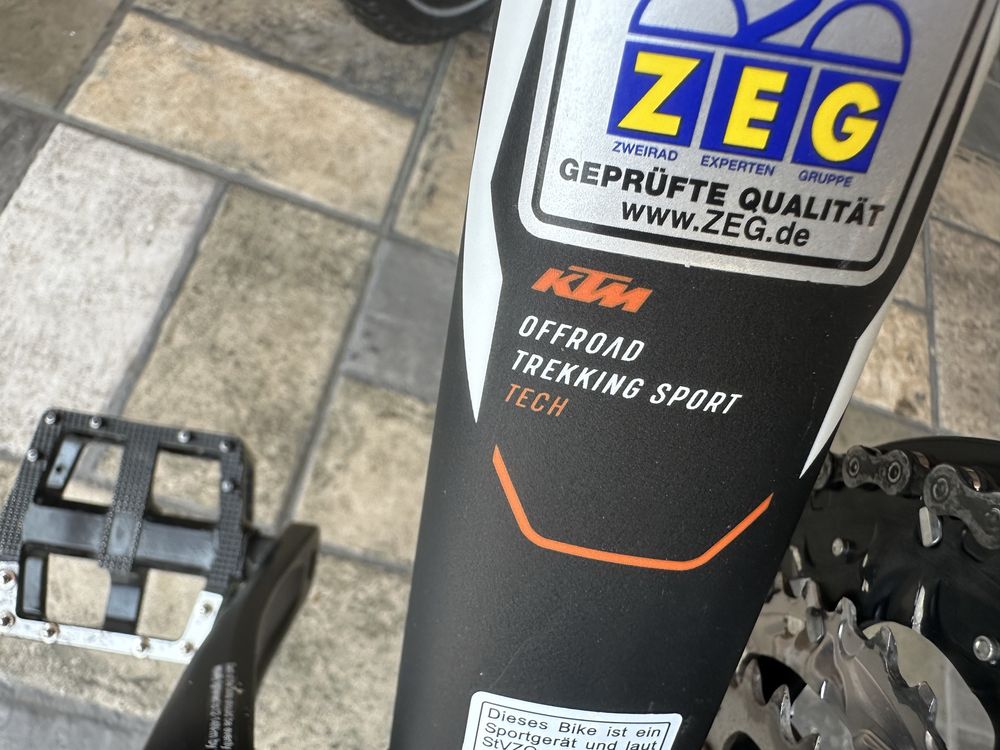 ZEG
ZWEIRAD EXPERTEN GRUPPE
GEPRÜFTE QUALITÄT
www.ZEG.de
KTM
OFFROAD
TREKKING SPORT
TECH
Dieses Bike ist ein
Sportgerät und laut
StVZO